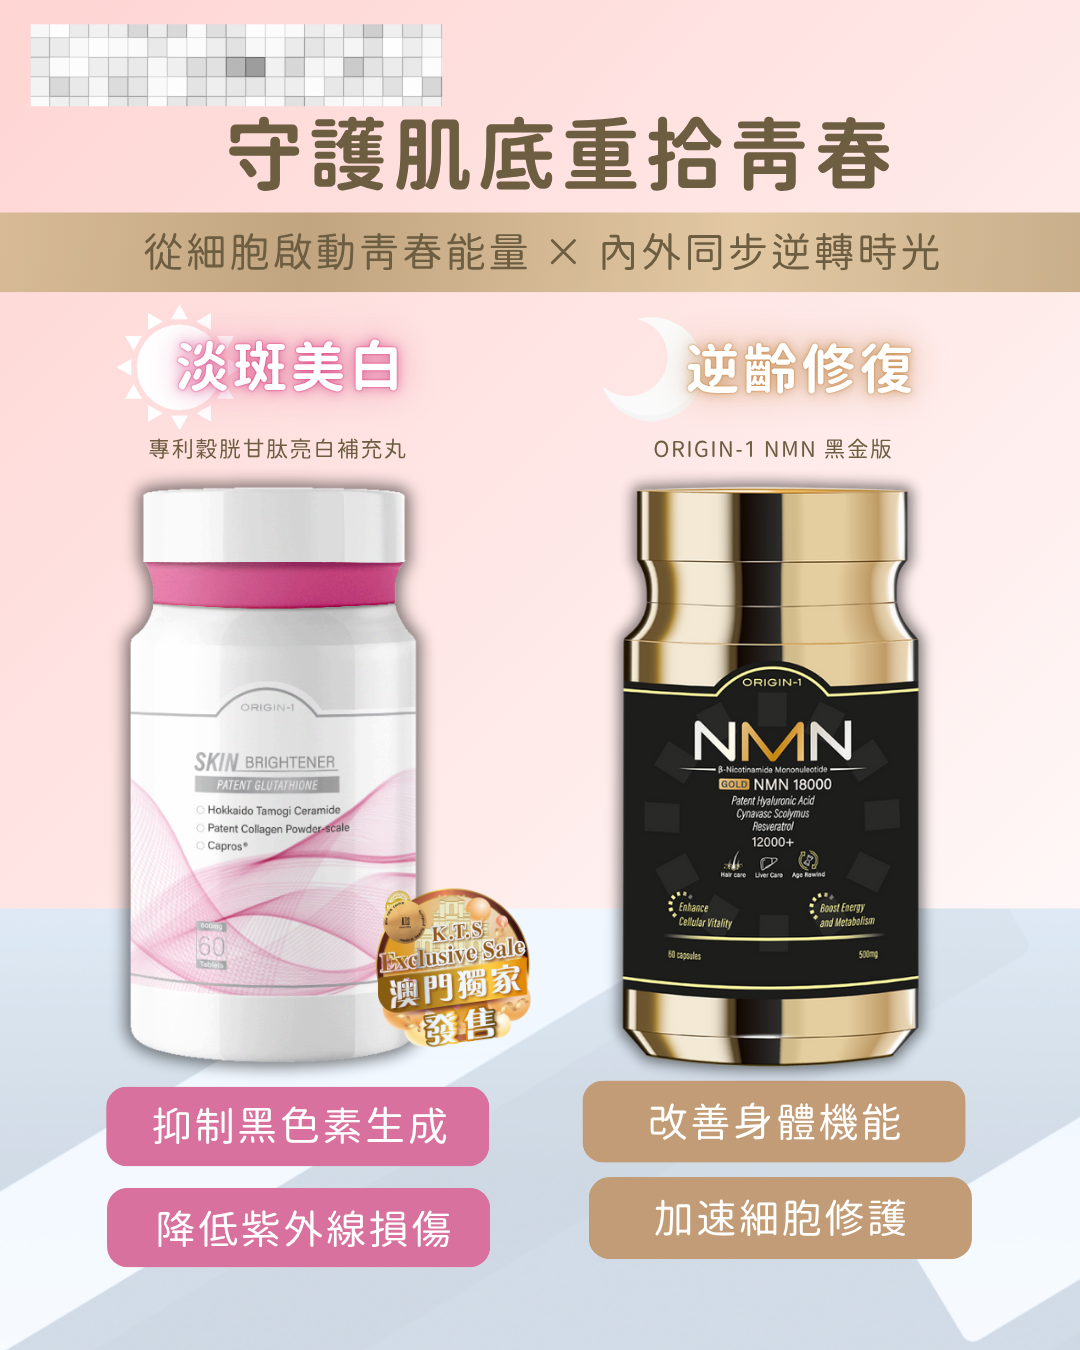 守護肌底重拾青春
從細胞啟動青春能量 × 內外同步逆轉時光
淡斑美白
專利穀胱甘肽亮白補充丸
ORIGIN-1
SKIN BRIGHTENER
PATENT GLUTATHIONE
Hokkaido Tamogi Ceramide
Patent Collagen Powder-scale
Capros®
600mg
60
Tablets
K.T.S
Exclusive Sale
澳門獨家
發售
抑制黑色素生成
降低紫外線損傷
逆齡修復
ORIGIN-1 NMN 黑金版
ORIGIN-1
NMN
β-Nicotinamide Mononuleotide
GOLD NMN 18000
Patent Hyaluronic Acid
Cynavasc Scolymus
Resveratrol
12000+
Hair care Liver Care Age Rewind
Enhance
Cellular Vitality
Boost Energy
and Metabolism
60 capsules
500mg
改善身體機能
加速細胞修護